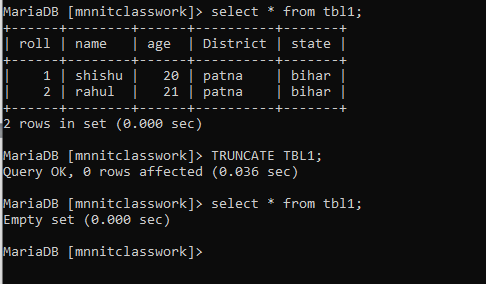 MariaDB [mnnitclasswork]> select * from tbl1;
+------+--------+------+----------+-------+
| roll | name   | age  | District | state |
+------+--------+------+----------+-------+
|    1 | shishu |   20 | patna    | bihar |
|    2 | rahul  |   21 | patna    | bihar |
+------+--------+------+----------+-------+
2 rows in set (0.000 sec)
MariaDB [mnnitclasswork]> TRUNCATE TBL1;
Query OK, 0 rows affected (0.036 sec)
MariaDB [mnnitclasswork]> select * from tbl1;
Empty set (0.000 sec)
MariaDB [mnnitclasswork]>